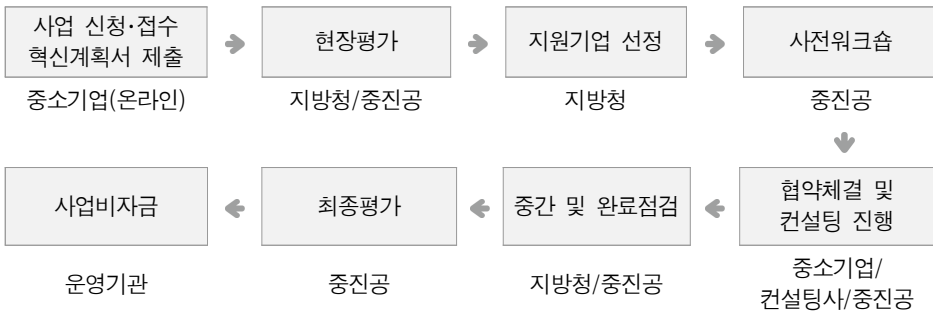 사업 신청·접수
혁신계획서 제출
현장평가
지원기업 선정
사전워크숍
중소기업(온라인)
지방청/중진공
지방청
중진공
사업비자금
최종평가
중간 및 완료점검
협약체결 및
컨설팅 진행
운영기관
중진공
지방청/중진공
중소기업/
컨설팅사/중진공